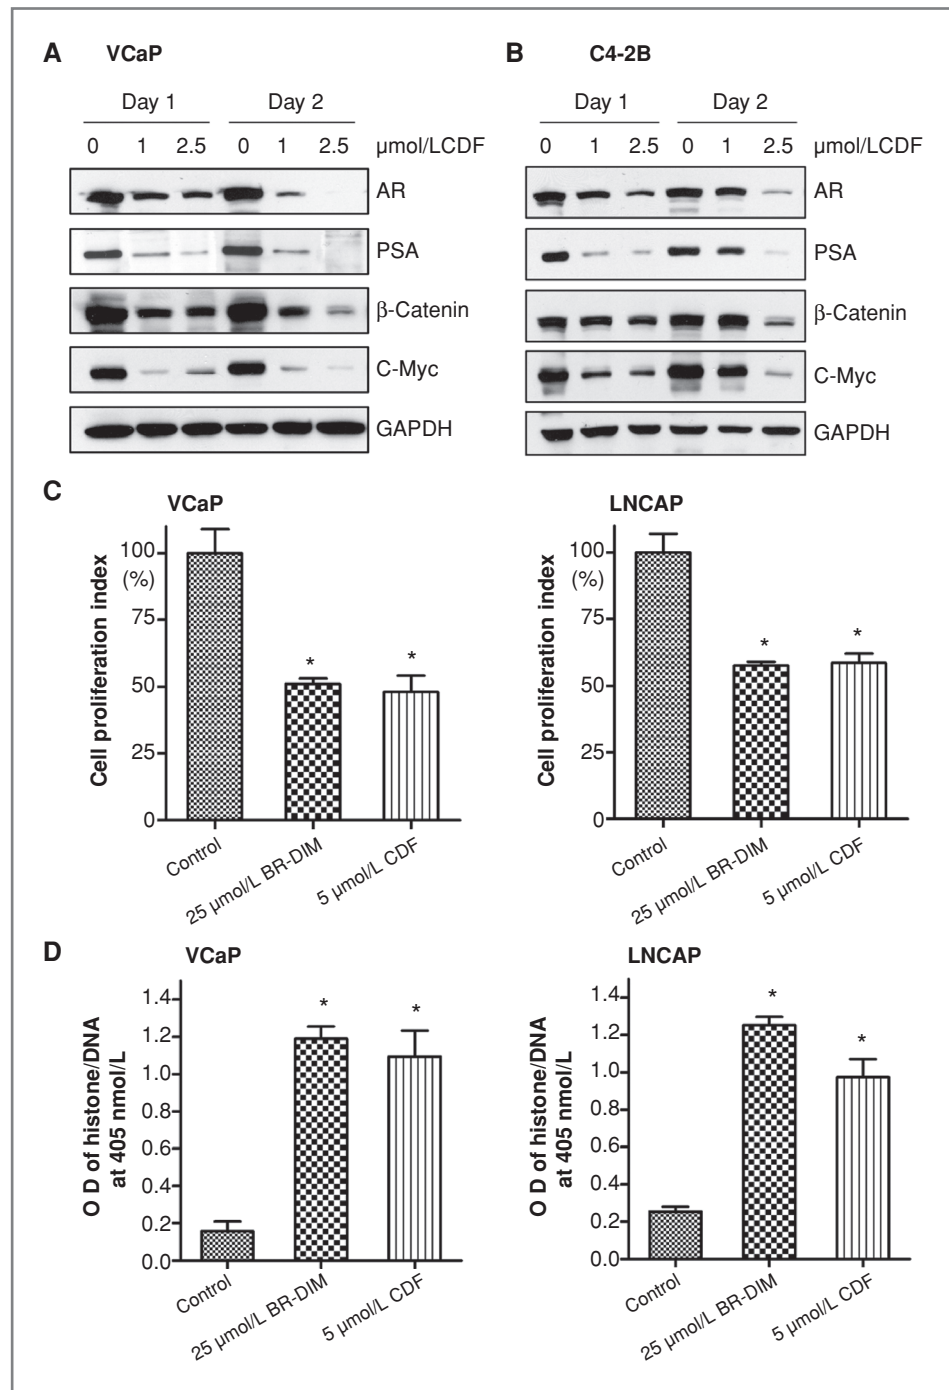 A VCaP
Day 1 Day 2
0 1 2.5 0 1 2.5 µmol/LCDF
AR
PSA
β-Catenin
C-Myc
GAPDH
B C4-2B
Day 1 Day 2
0 1 2.5 0 1 2.5 µmol/LCDF
AR
PSA
β-Catenin
C-Myc
GAPDH
C
VCaP
Cell proliferation index
100
(%)
75
50
25
0
* *
Control
25 µmol/L BR-DIM
5 µmol/L CDF
LNCAP
Cell proliferation index
100
(%)
75
50
25
0
* *
Control
25 µmol/L BR-DIM
5 µmol/L CDF
D
VCaP
O D of histone/DNA
at 405 nmol/L
1.4
1.2
1.0
0.8
0.6
0.4
0.2
0.0
* *
Control
25 µmol/L BR-DIM
5 µmol/L CDF
LNCAP
O D of histone/DNA
at 405 nmol/L
1.4
1.2
1.0
0.8
0.6
0.4
0.2
0.0
* *
Control
25 µmol/L BR-DIM
5 µmol/L CDF